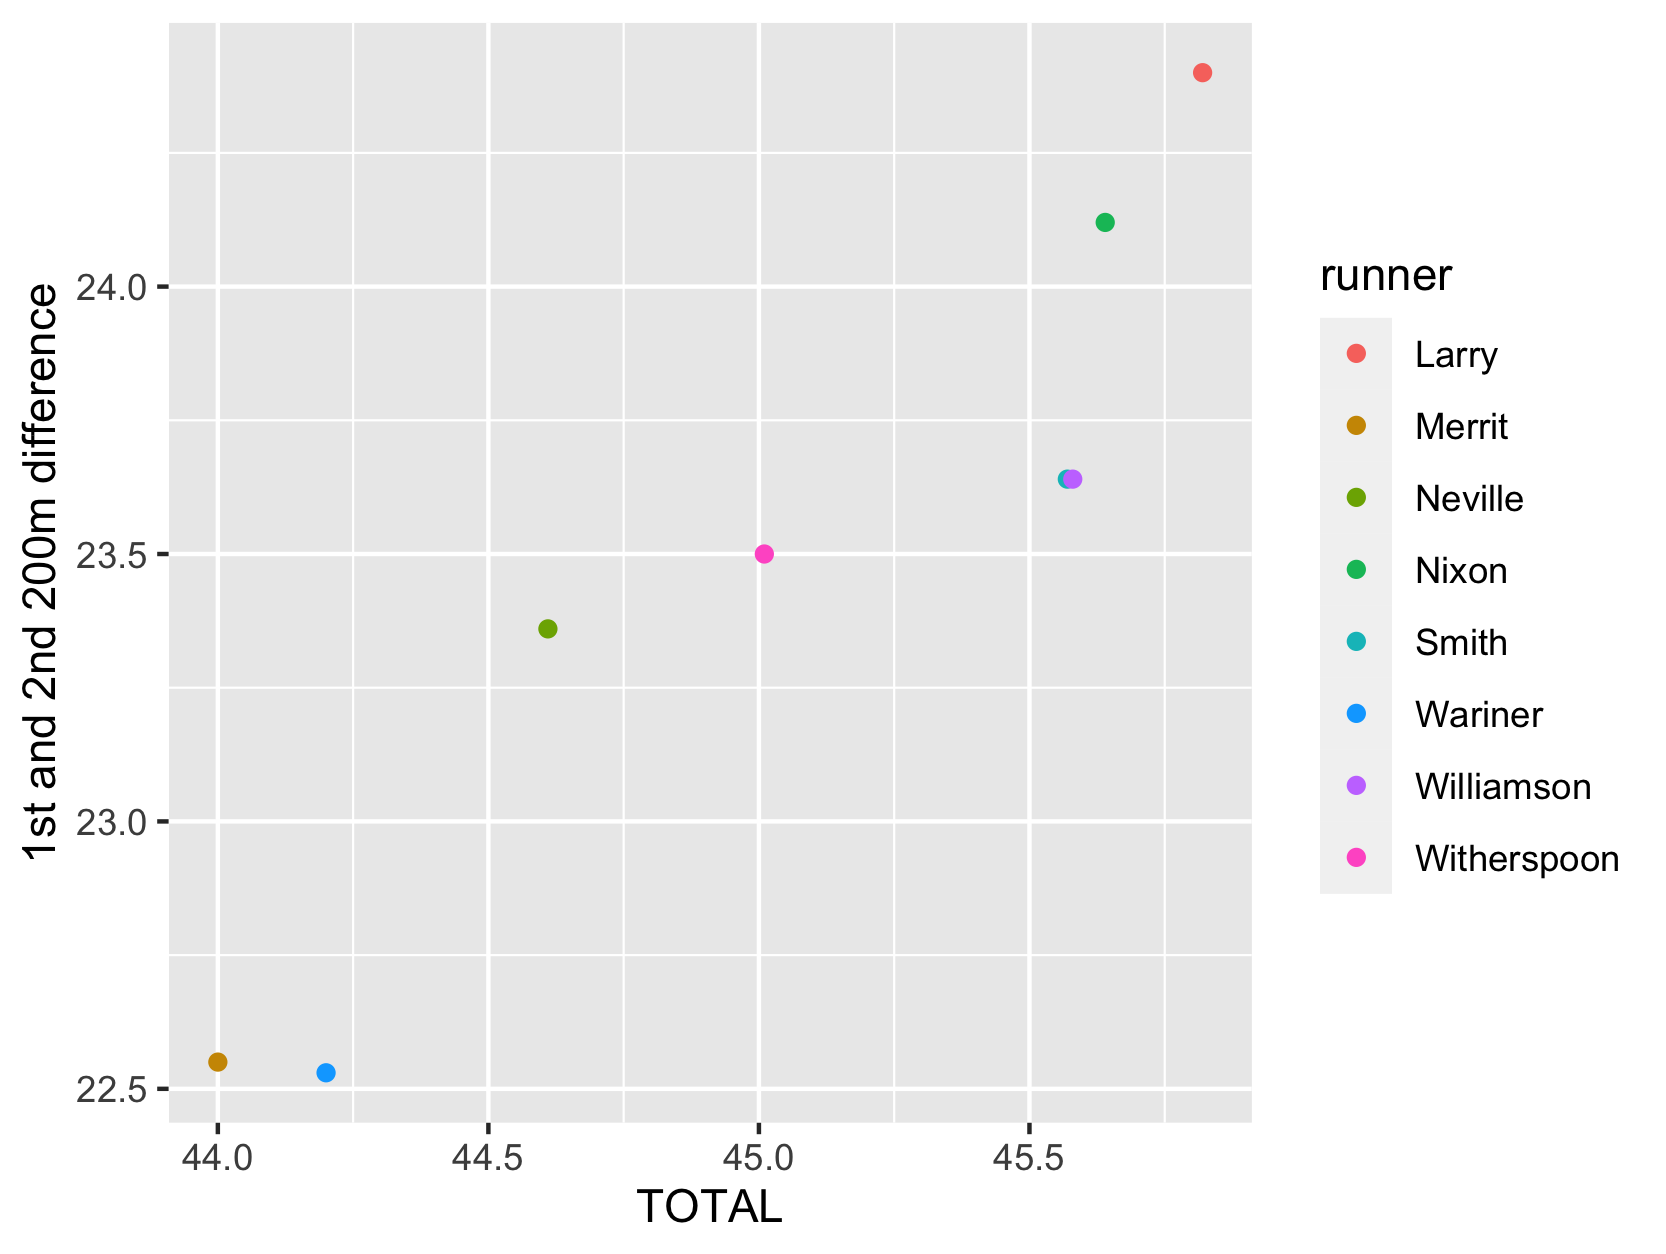 1st and 2nd 200m difference
24.0
23.5
23.0
22.5
44.0 44.5 45.0 45.5
TOTAL
runner
Larry
Merrit
Neville
Nixon
Smith
Wariner
Williamson
Witherspoon